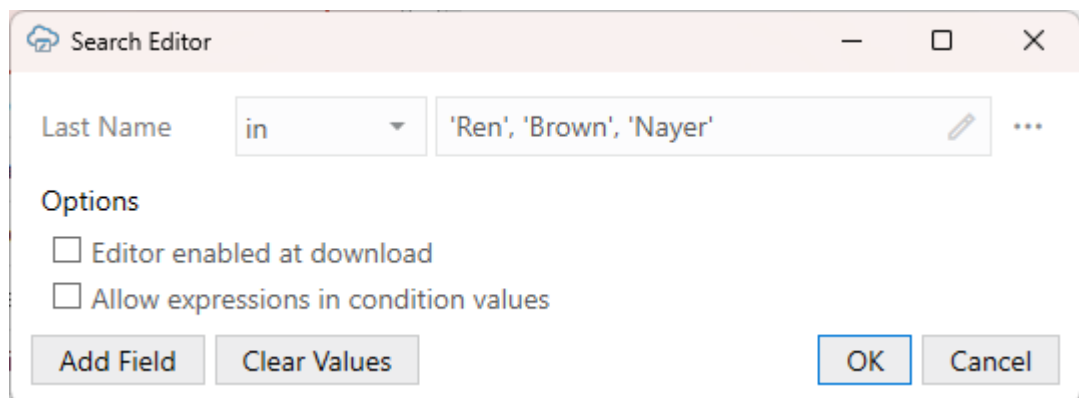 Search Editor
Last Name in 'Ren', 'Brown', 'Nayer'
Options
Editor enabled at download
Allow expressions in condition values
Add Field Clear Values OK Cancel